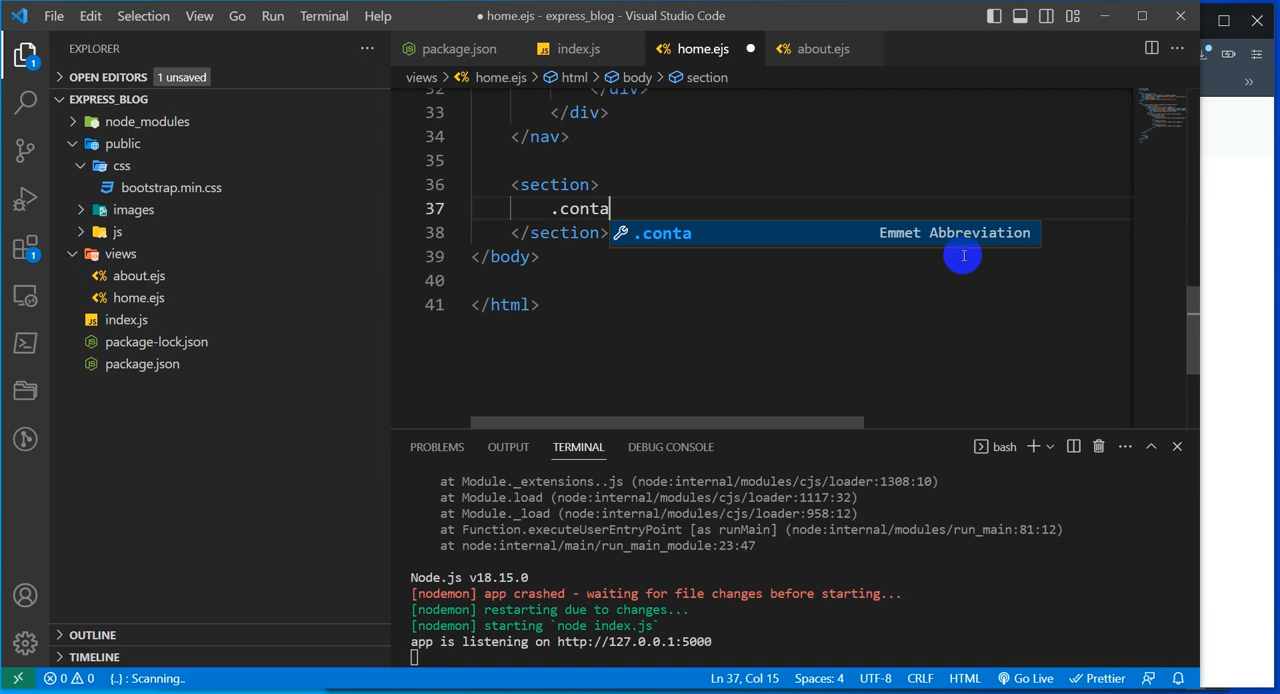 File Edit Selection View Go Run Terminal Help
● home.ejs - express_blog - Visual Studio Code
EXPLORER
OPEN EDITORS 1 unsaved
EXPRESS_BLOG
node_modules
public
css
bootstrap.min.css
images
js
views
about.ejs
home.ejs
index.js
package-lock.json
package.json
OUTLINE
TIMELINE
1
1
package.json index.js home.ejs about.ejs
views > home.ejs > html > body > section
32 </div>
33 </div>
34 </nav>
35
36 <section>
37 .conta
.conta Emmet Abbreviation
38 </section>
39 </body>
40
41 </html>
PROBLEMS OUTPUT TERMINAL DEBUG CONSOLE
bash
at Module._extensions..js (node:internal/modules/cjs/loader:1308:10)
at Module.load (node:internal/modules/cjs/loader:1117:32)
at Module._load (node:internal/modules/cjs/loader:958:12)
at Function.executeUserEntryPoint [as runMain] (node:internal/modules/run_main:81:12)
at node:internal/main/run_main_module:23:47
Node.js v18.15.0
[nodemon] app crashed - waiting for file changes before starting...
[nodemon] restarting due to changes...
[nodemon] starting `node index.js`
app is listening on http://127.0.0.1:5000
0 0 {..} : Scanning.. Ln 37, Col 15 Spaces: 4 UTF-8 CRLF HTML Go Live Prettier